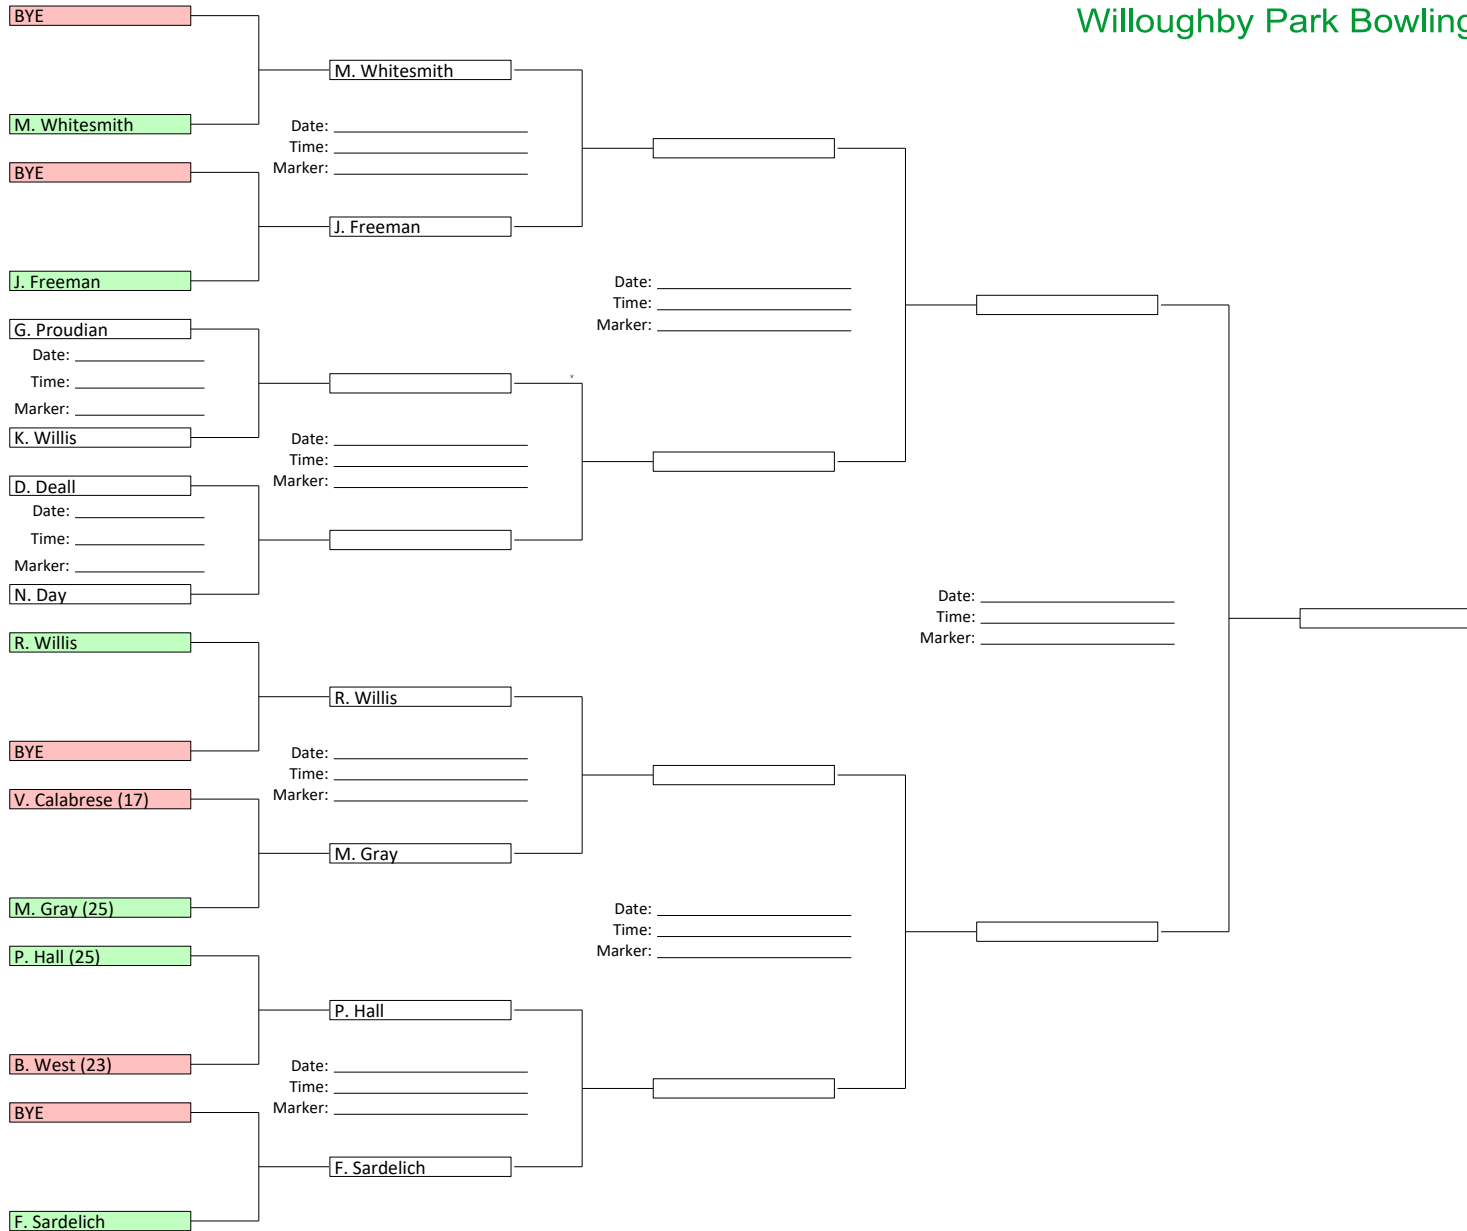 Willoughby Park Bowling
BYE
M. Whitesmith
M. Whitesmith
Date:
Time:
Marker:
BYE
J. Freeman
J. Freeman
Date:
Time:
Marker:
G. Proudian
Date:
Time:
Marker:
K. Willis
v
Date:
Time:
Marker:
D. Deall
Date:
Time:
Marker:
N. Day
Date:
Time:
Marker:
R. Willis
R. Willis
BYE
Date:
Time:
Marker:
V. Calabrese (17)
M. Gray
M. Gray (25)
Date:
Time:
Marker:
P. Hall (25)
P. Hall
B. West (23)
Date:
Time:
Marker:
BYE
F. Sardelich
F. Sardelich